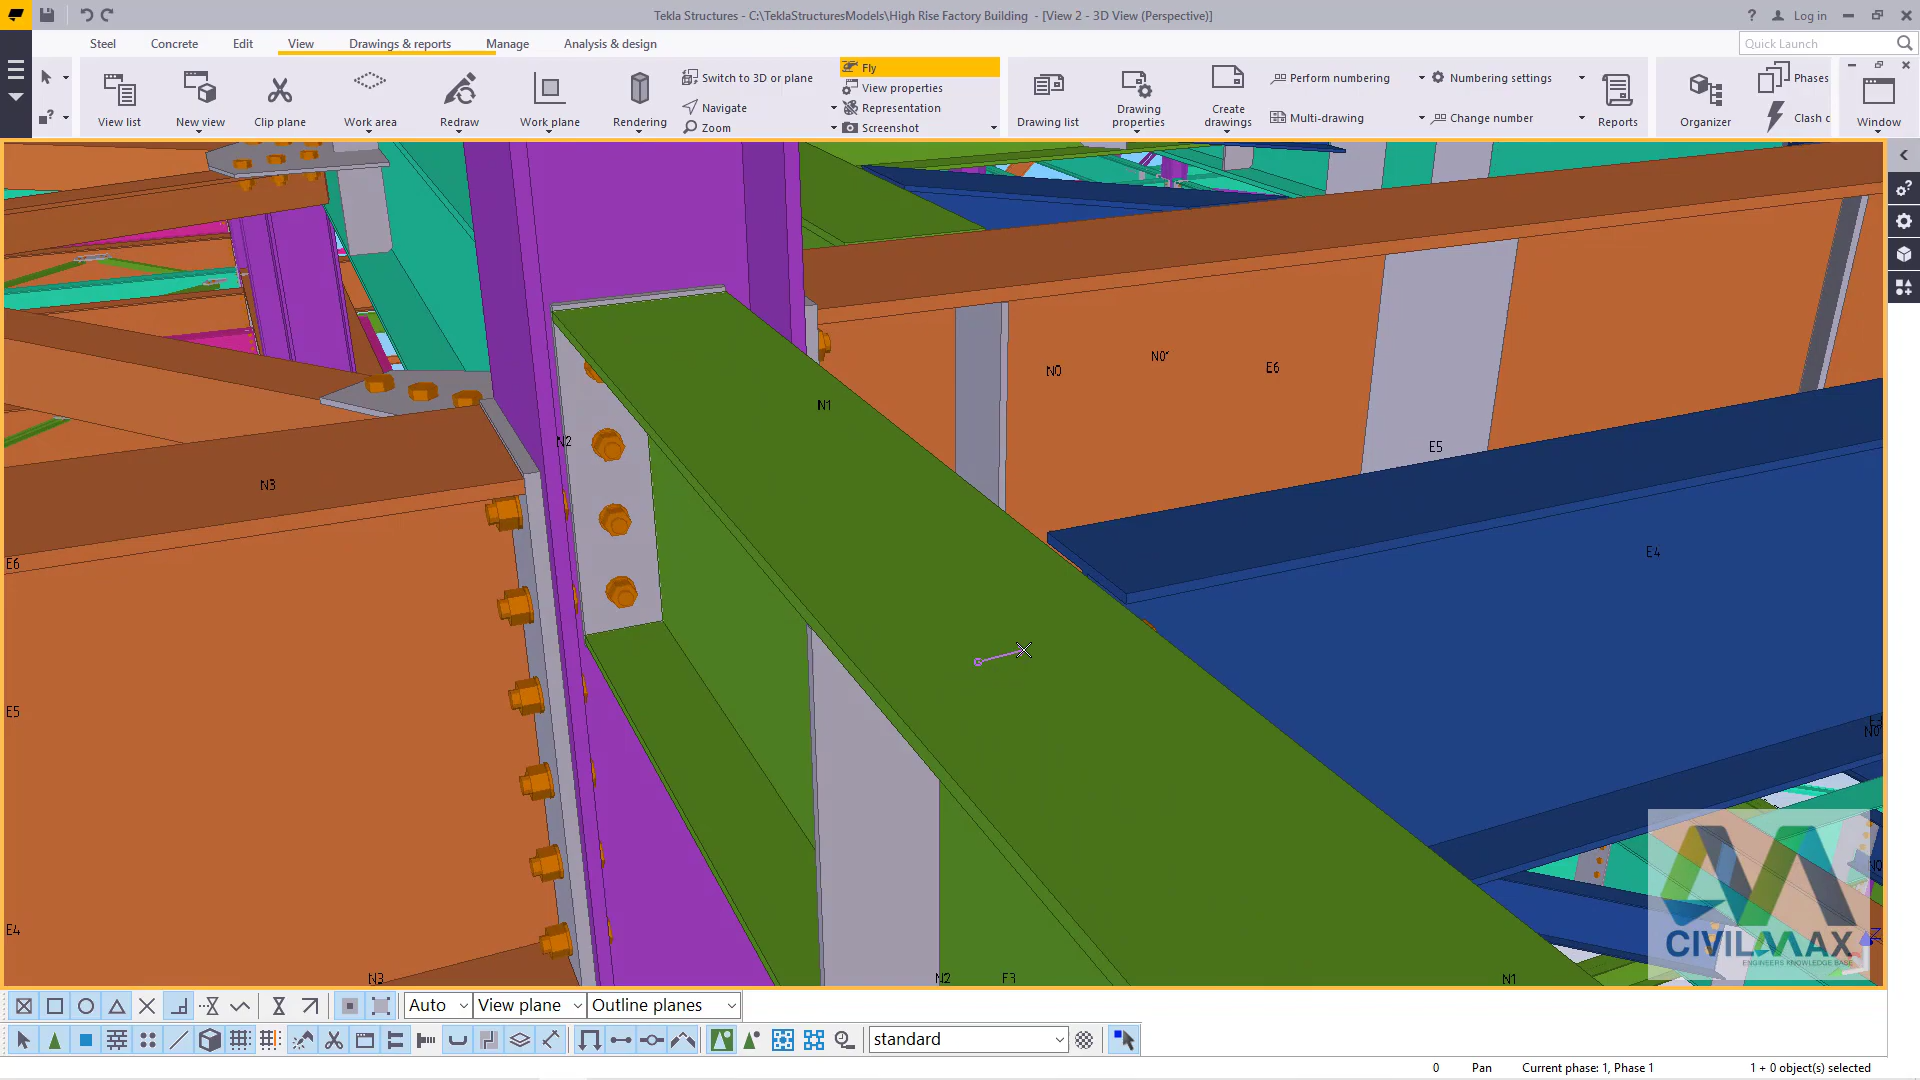 Tekla Structures - C:\TeklaStructuresModels\High Rise Factory Building - [View 2 - 3D View (Perspective)]
? Log in
Steel Concrete Edit View Drawings & reports Manage Analysis & design
Quick Launch
View list
New view
Clip plane
Work area
Redraw
Work plane
Rendering
Switch to 3D or plane
Navigate
Zoom
Fly
View properties
Representation
Screenshot
Drawing list
Drawing properties
Create drawings
Perform numbering
Multi-drawing
Numbering settings
Change number
Reports
Organizer
Phases
Clash c
Window
N0
E6
N1
N2
E5
N3
E4
E6
E5
E4
N3
N2
N1
CIVILMAX
ENGINEERS KNOWLEDGE BASE
Auto View plane Outline planes
standard
0 Pan Current phase: 1, Phase 1 1 + 0 object(s) selected